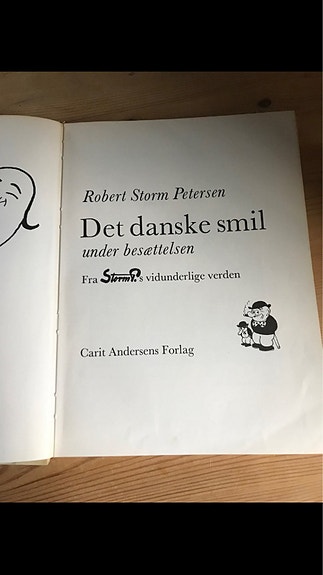 Robert Storm Petersen
Det danske smil
under besættelsen
Fra Storm P.'s vidunderlige verden
Carit Andersens Forlag